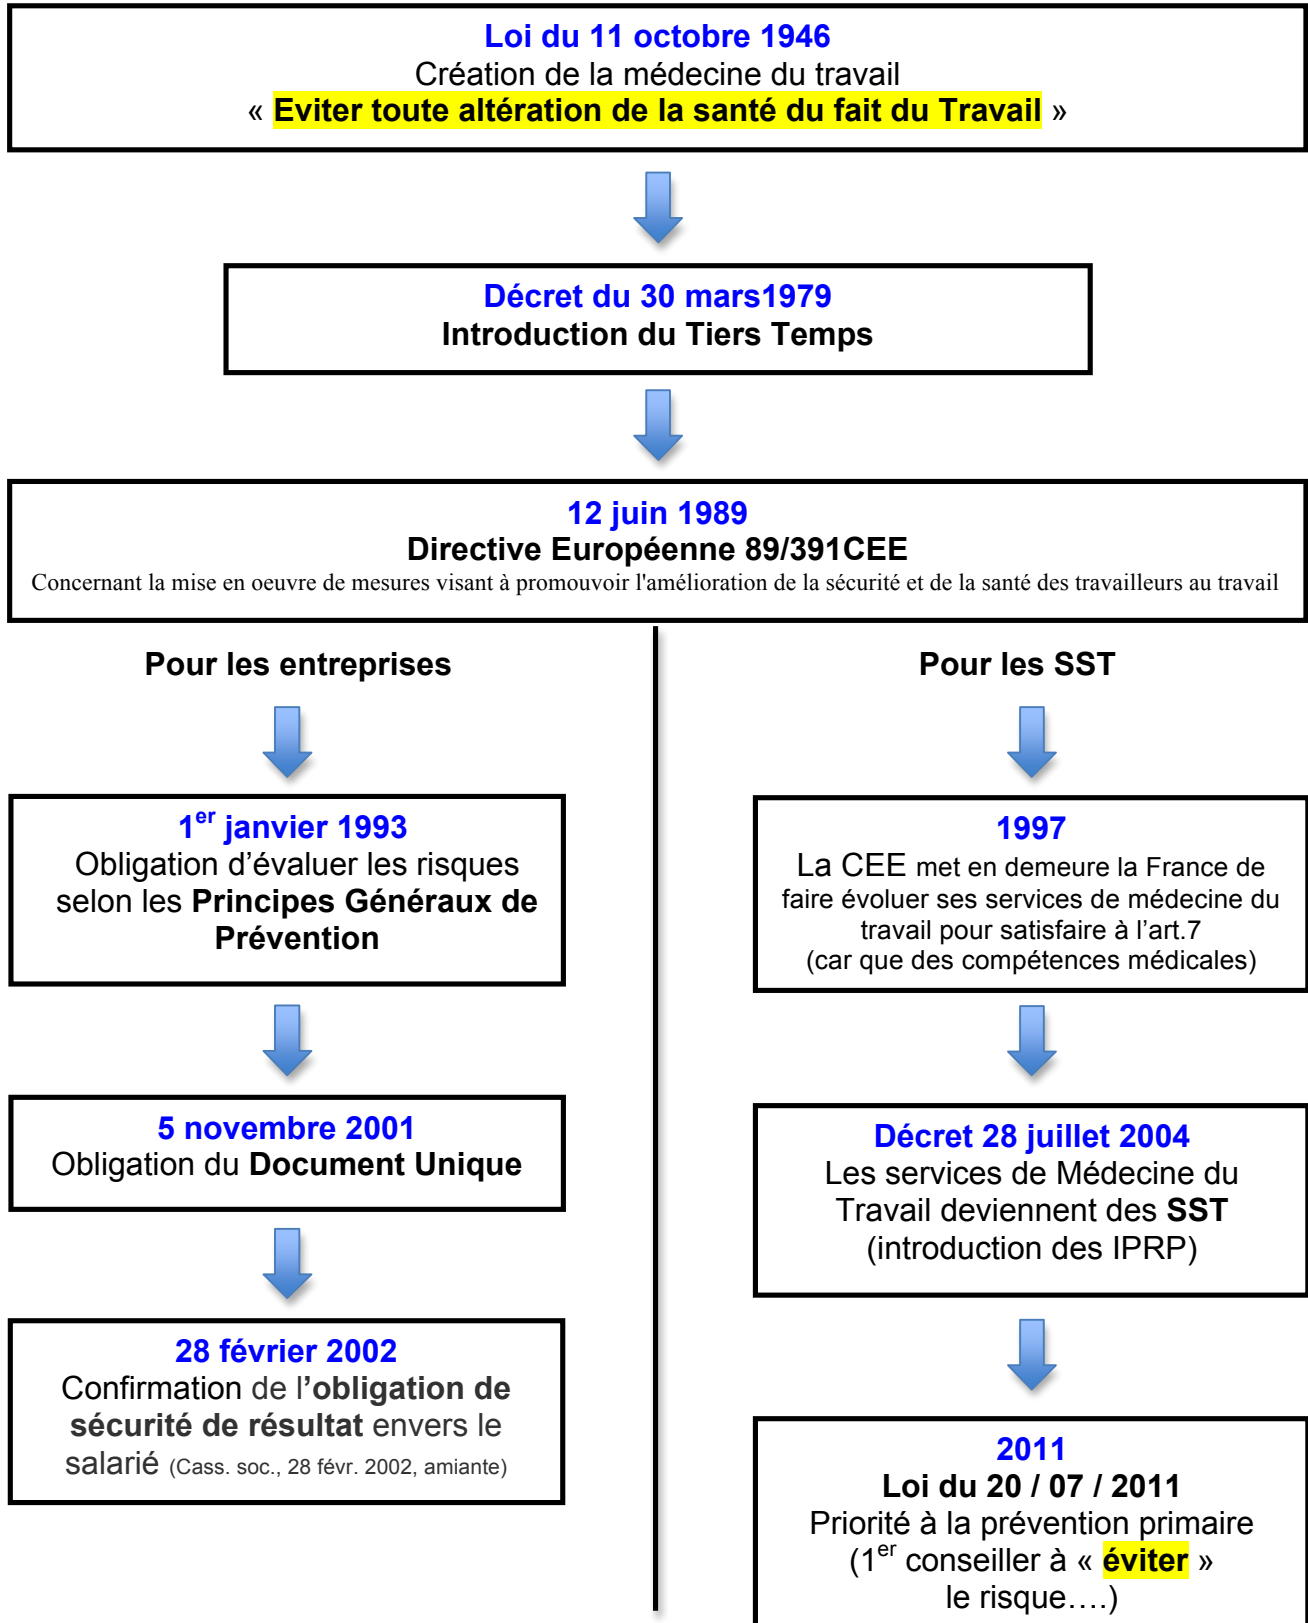 Loi du 11 octobre 1946
Création de la médecine du travail
« Eviter toute altération de la santé du fait du Travail »
Décret du 30 mars1979
Introduction du Tiers Temps
12 juin 1989
Directive Européenne 89/391CEE
Concernant la mise en oeuvre de mesures visant à promouvoir l'amélioration de la sécurité et de la santé des travailleurs au travail
Pour les entreprises
1er janvier 1993
Obligation d’évaluer les risques
selon les Principes Généraux de
Prévention
5 novembre 2001
Obligation du Document Unique
28 février 2002
Confirmation de l’obligation de
sécurité de résultat envers le
salarié (Cass. soc., 28 févr. 2002, amiante)
Pour les SST
1997
La CEE met en demeure la France de
faire évoluer ses services de médecine du
travail pour satisfaire à l’art.7
(car que des compétences médicales)
Décret 28 juillet 2004
Les services de Médecine du
Travail deviennent des SST
(introduction des IPRP)
2011
Loi du 20 / 07 / 2011
Priorité à la prévention primaire
(1er conseiller à « éviter »
le risque….)